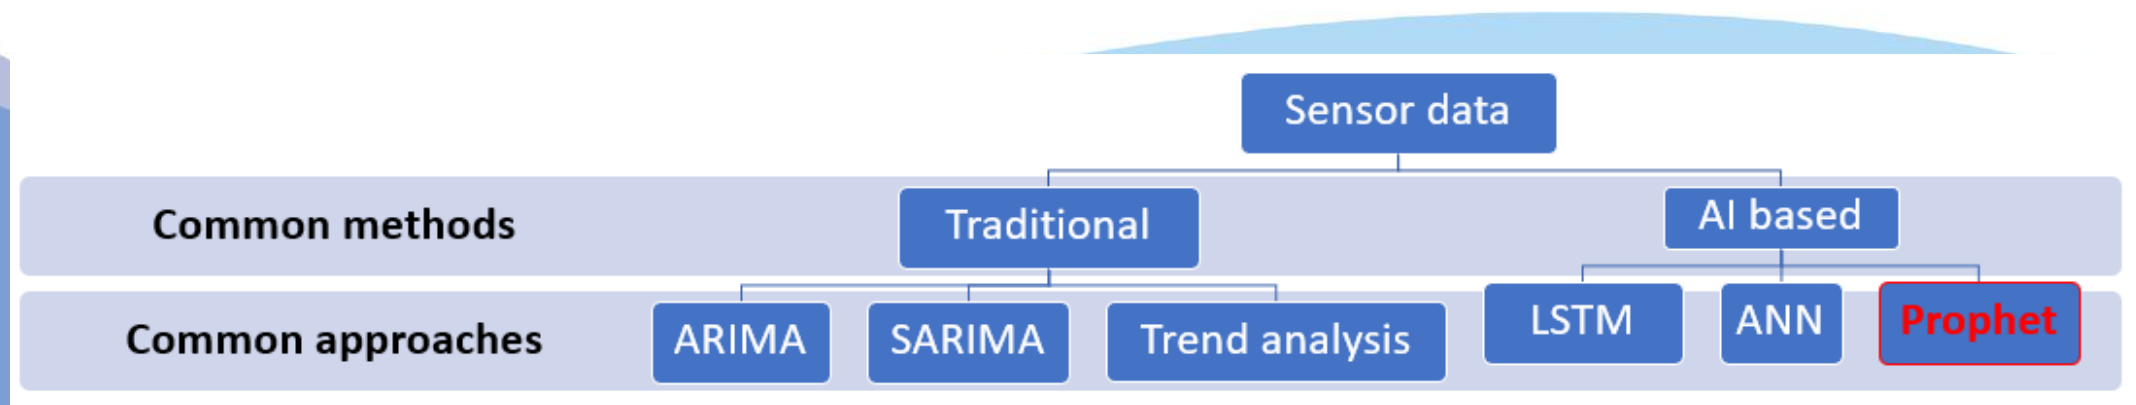 Sensor data
Common methods
Traditional
AI based
Common approaches
ARIMA
SARIMA
Trend analysis
LSTM
ANN
Prophet